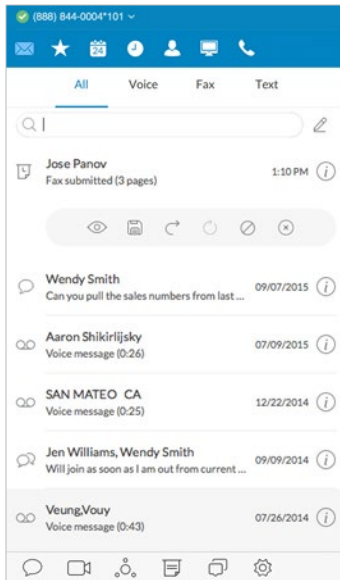 (888) 844-0004*101
24
All Voice Fax Text
Jose Panov
Fax submitted (3 pages) 1:10 PM
Wendy Smith
Can you pull the sales numbers from last ... 09/07/2015
Aaron Shikirlijsky
Voice message (0:26) 07/09/2015
SAN MATEO CA
Voice message (0:25) 12/22/2014
Jen Williams, Wendy Smith
Will join as soon as I am out from current ... 09/09/2014
Veung,Vouy
Voice message (0:43) 07/26/2014